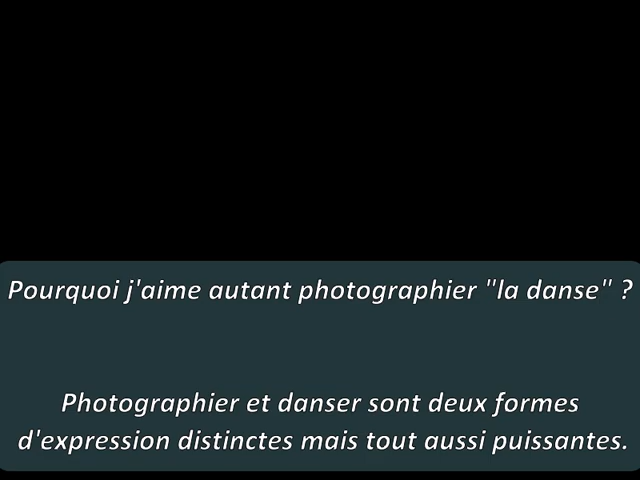 Pourquoi j'aime autant photographier "la danse" ?
Photographier et danser sont deux formes
d'expression distinctes mais tout aussi puissantes.